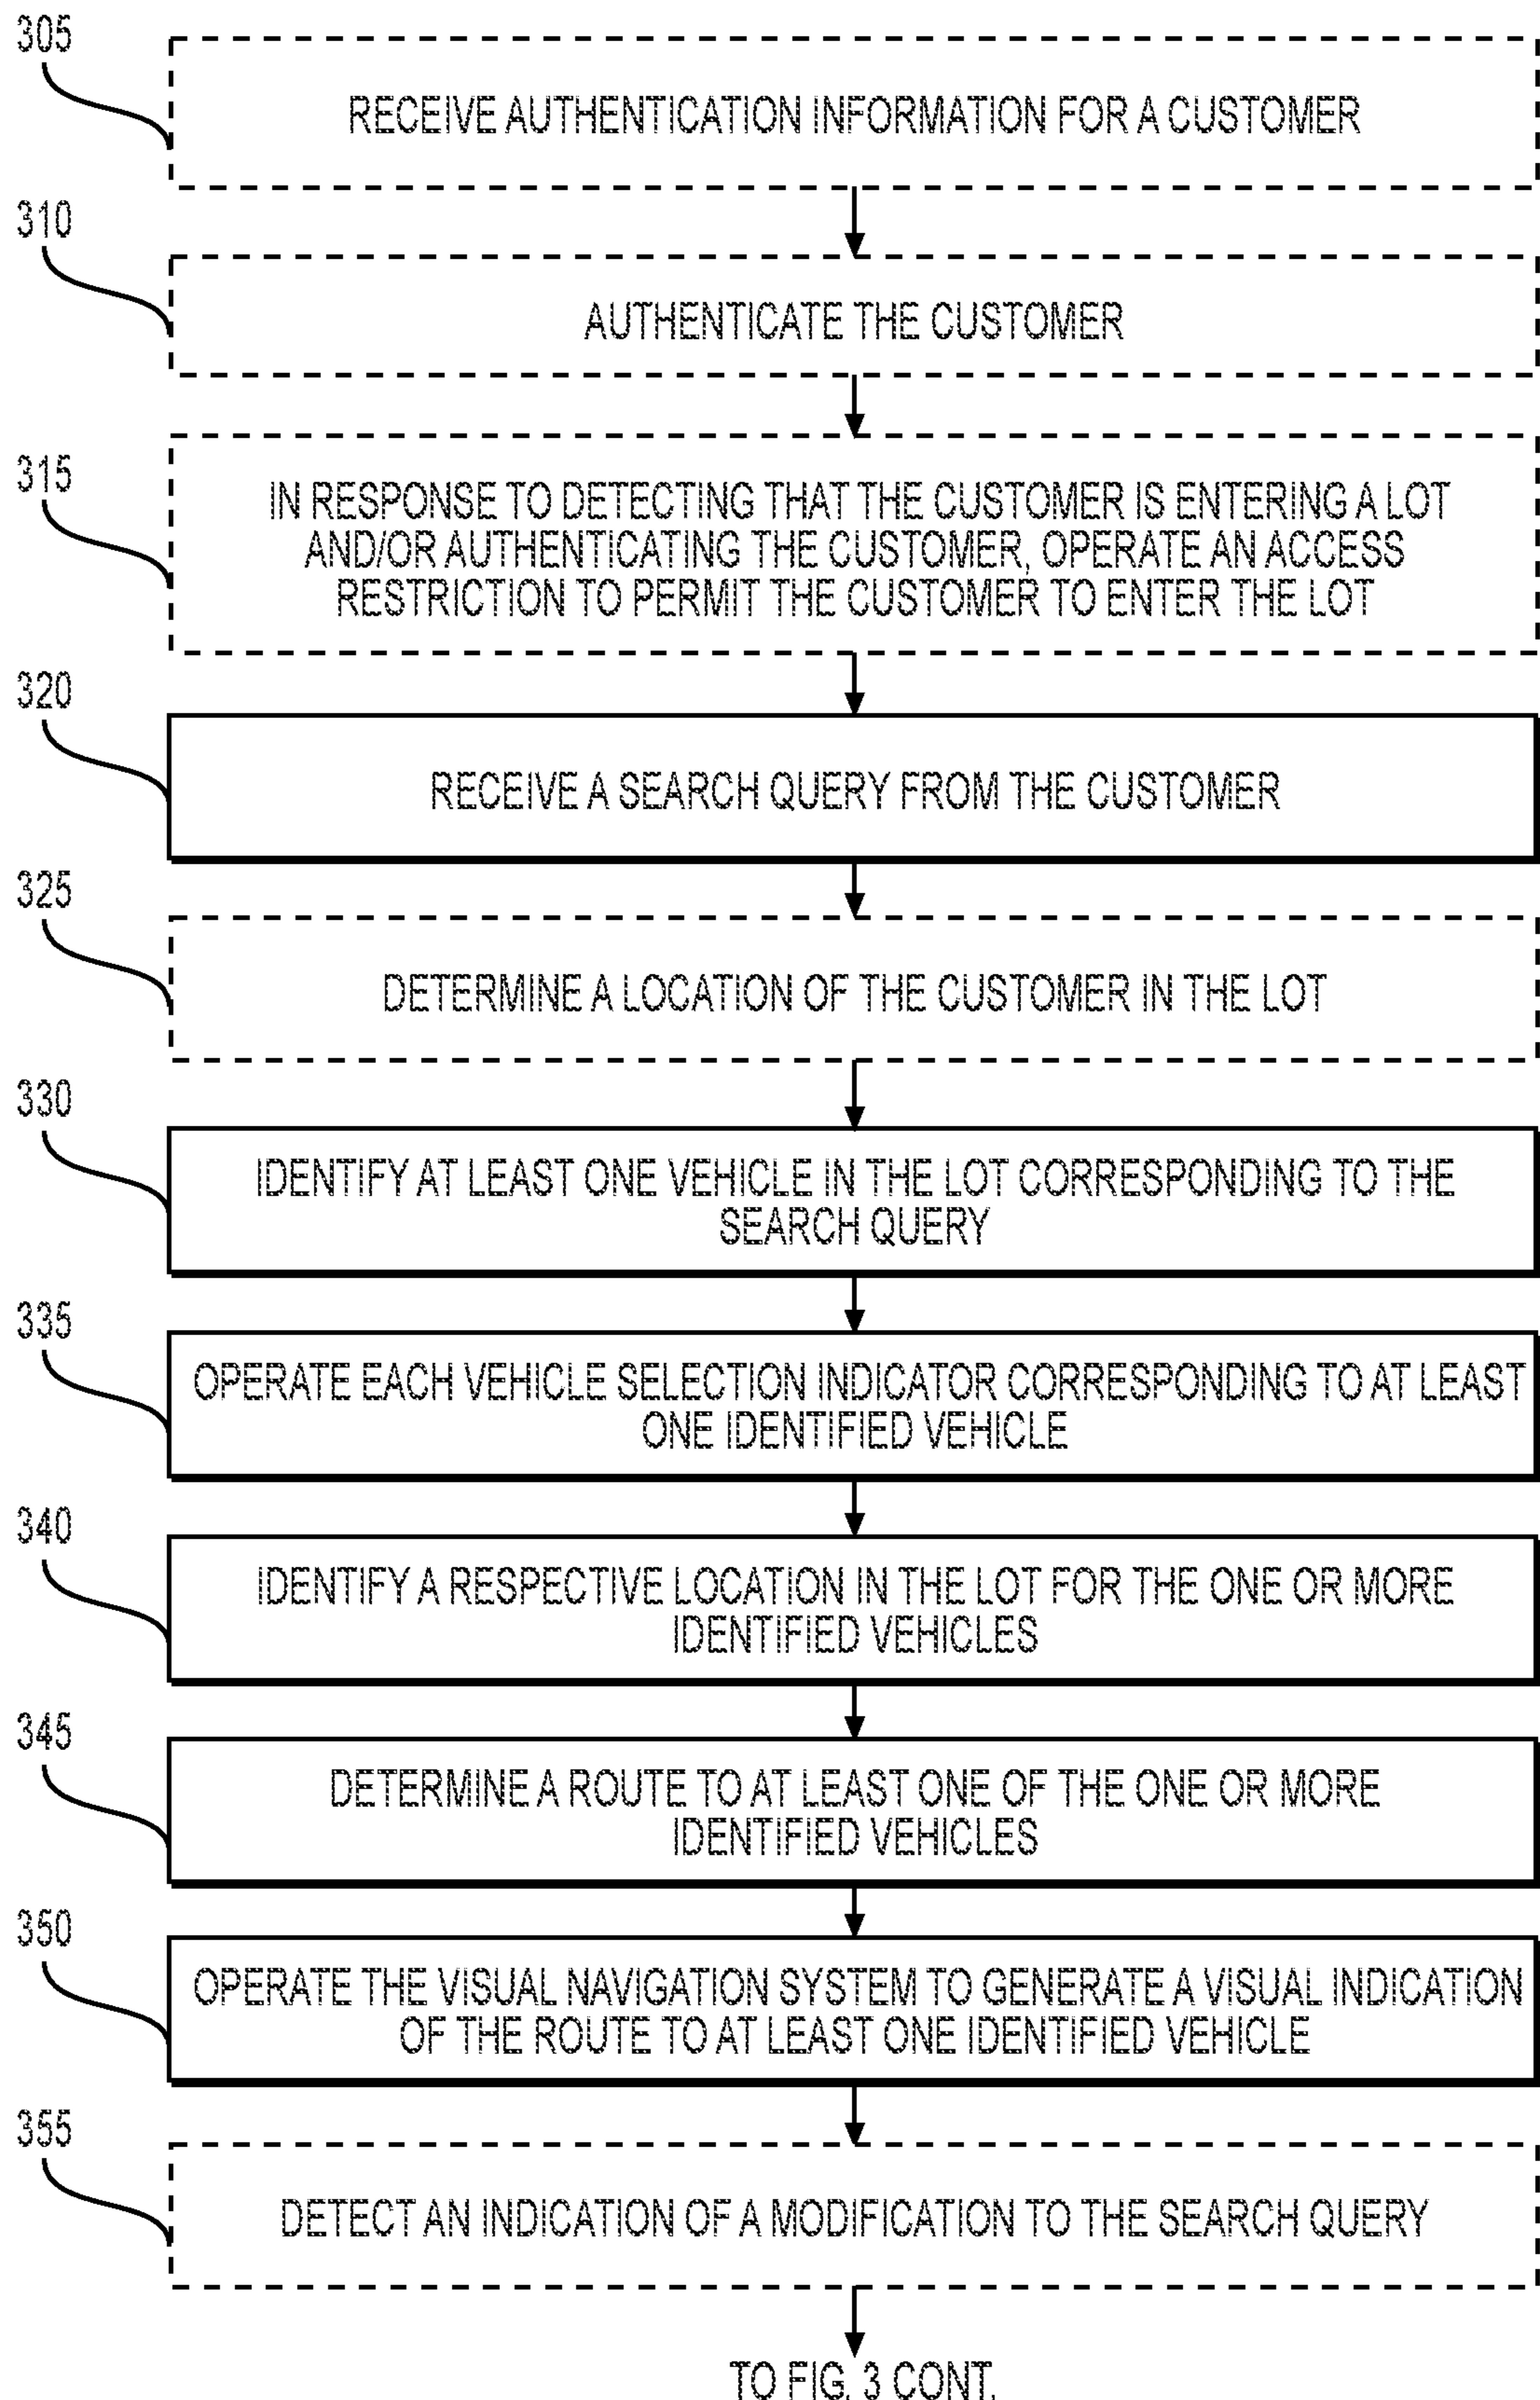 305
RECEIVE AUTHENTICATION INFORMATION FOR A CUSTOMER
310
AUTHENTICATE THE CUSTOMER
315
IN RESPONSE TO DETECTING THAT THE CUSTOMER IS ENTERING A LOT
AND/OR AUTHENTICATING THE CUSTOMER, OPERATE AN ACCESS
RESTRICTION TO PERMIT THE CUSTOMER TO ENTER THE LOT
320
RECEIVE A SEARCH QUERY FROM THE CUSTOMER
325
DETERMINE A LOCATION OF THE CUSTOMER IN THE LOT
330
IDENTIFY AT LEAST ONE VEHICLE IN THE LOT CORRESPONDING TO THE
SEARCH QUERY
335
OPERATE EACH VEHICLE SELECTION INDICATOR CORRESPONDING TO AT LEAST
ONE IDENTIFIED VEHICLE
340
IDENTIFY A RESPECTIVE LOCATION IN THE LOT FOR THE ONE OR MORE
IDENTIFIED VEHICLES
345
DETERMINE A ROUTE TO AT LEAST ONE OF THE ONE OR MORE
IDENTIFIED VEHICLES
350
OPERATE THE VISUAL NAVIGATION SYSTEM TO GENERATE A VISUAL INDICATION
OF THE ROUTE TO AT LEAST ONE IDENTIFIED VEHICLE
355
DETECT AN INDICATION OF A MODIFICATION TO THE SEARCH QUERY
TO FIG. 3 CONT.